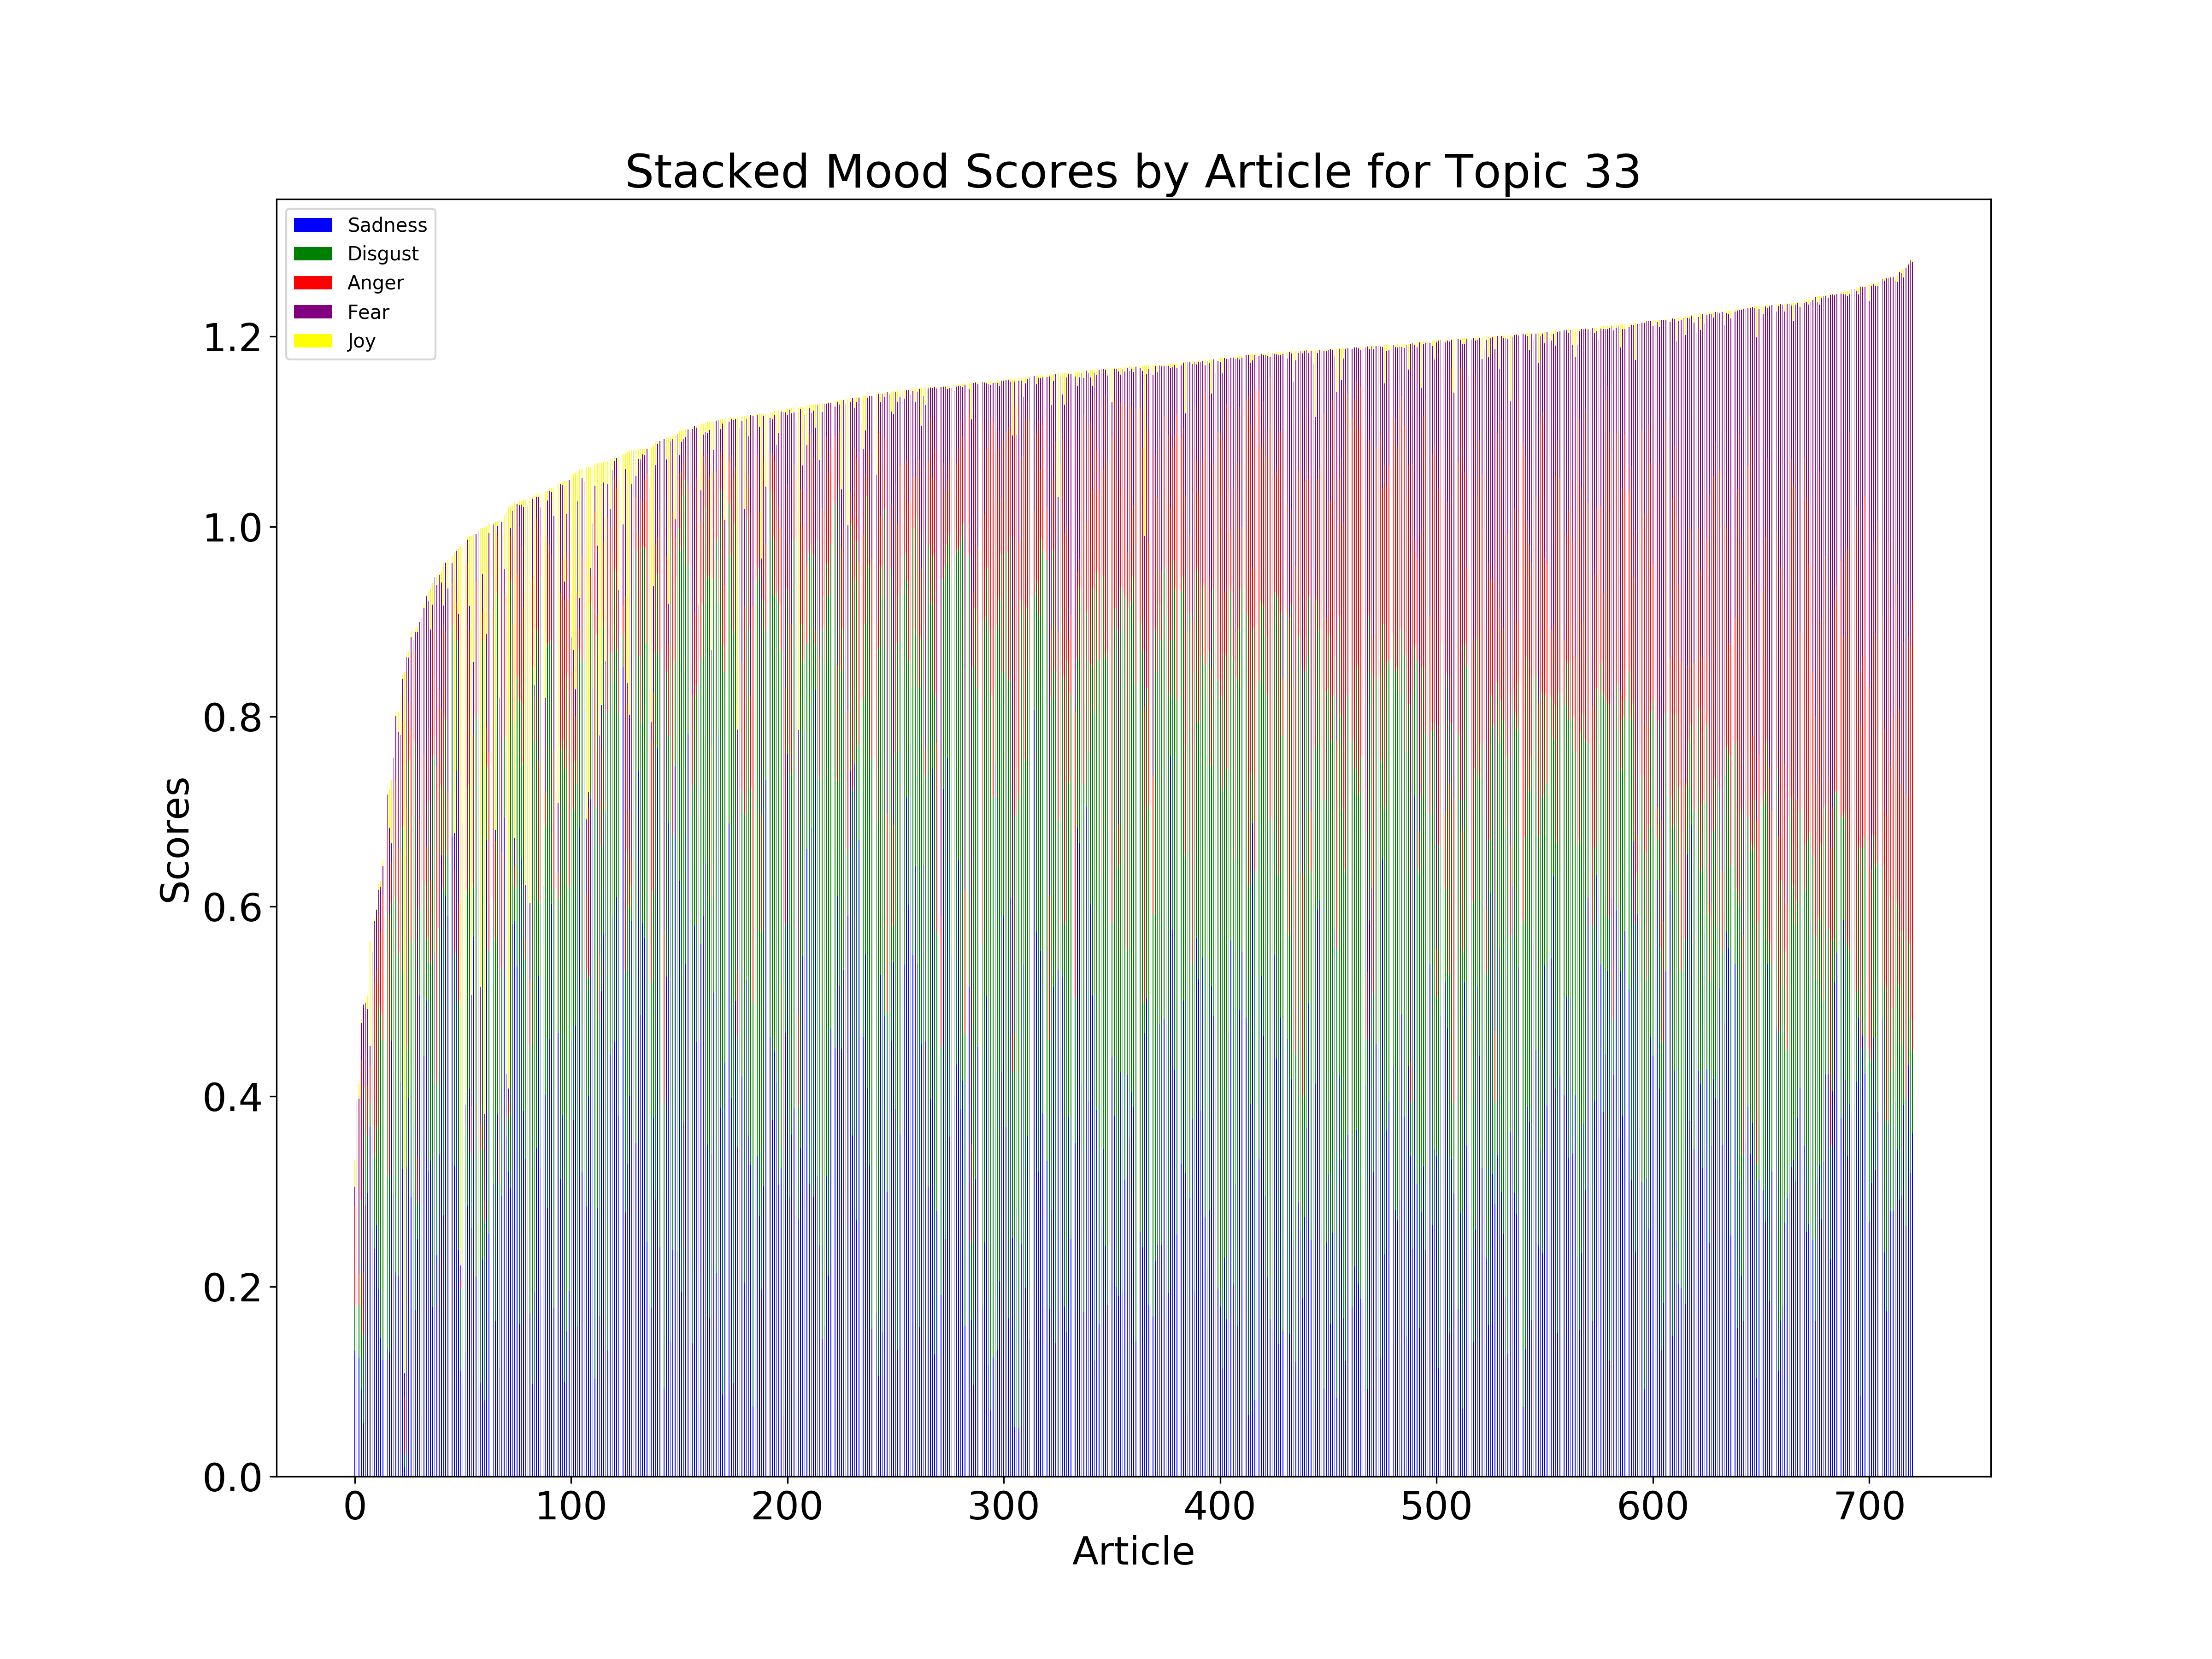 Stacked Mood Scores by Article for Topic 33
Sadness
Disgust
Anger
Fear
Joy
1.2
1.0
0.8
0.6
0.4
0.2
0.0
Scores
0 100 200 300 400 500 600 700
Article